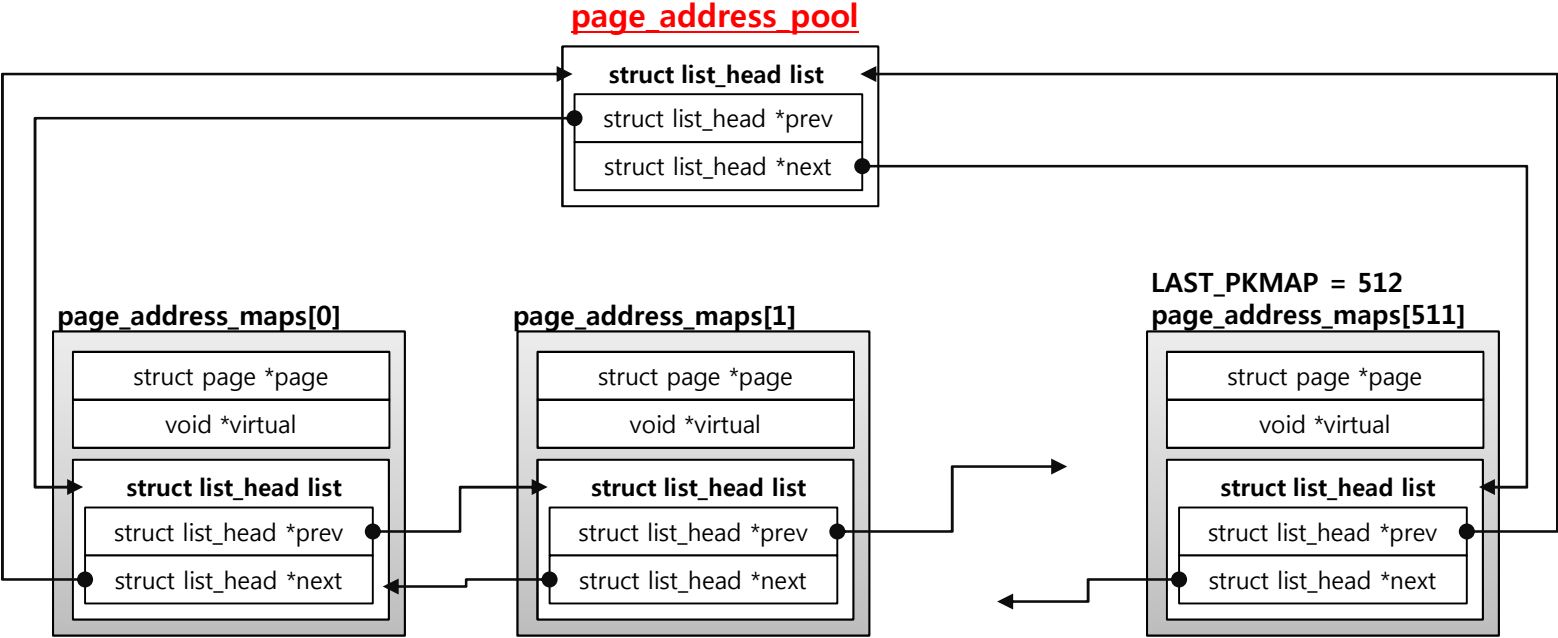 page_address_pool
struct list_head list
struct list_head *prev
struct list_head *next
page_address_maps[0]
struct page *page
void *virtual
struct list_head list
struct list_head *prev
struct list_head *next
page_address_maps[1]
struct page *page
void *virtual
struct list_head list
struct list_head *prev
struct list_head *next
LAST_PKMAP = 512
page_address_maps[511]
struct page *page
void *virtual
struct list_head list
struct list_head *prev
struct list_head *next